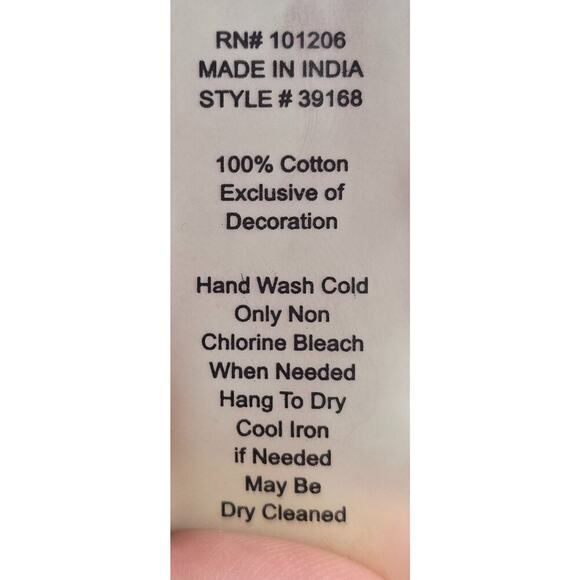 RN# 101206
MADE IN INDIA
STYLE # 39168
100% Cotton
Exclusive of
Decoration
Hand Wash Cold
Only Non
Chlorine Bleach
When Needed
Hang To Dry
Cool Iron
if Needed
May Be
Dry Cleaned